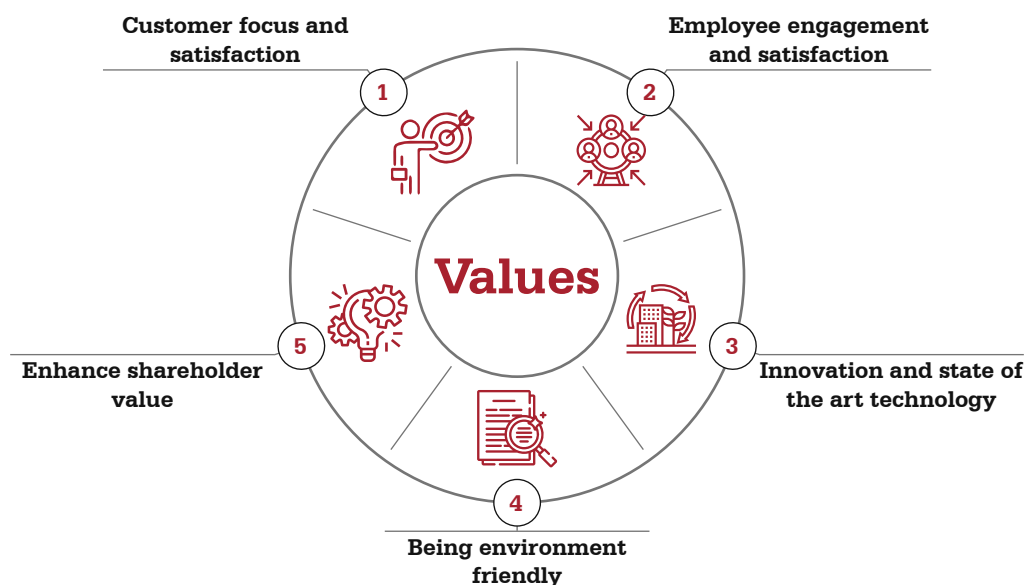 Customer focus and
satisfaction
1
Employee engagement
and satisfaction
2
Values
3
Innovation and state of
the art technology
4
Being environment
friendly
5
Enhance shareholder
value